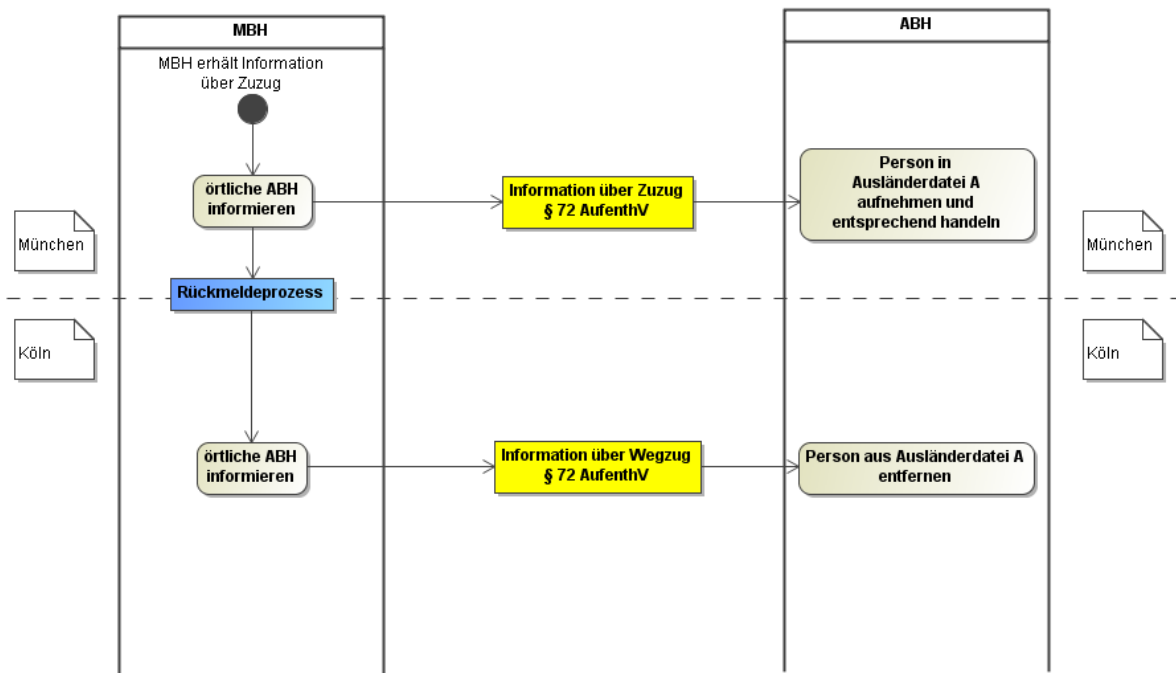 MBH
ABH
MBH erhält Information
über Zuzug
örtliche ABH
informieren
Information über Zuzug
§ 72 AufenthV
Person in
Ausländerdatei A
aufnehmen und
entsprechend handeln
München
München
Rückmeldeprozess
Köln
Köln
örtliche ABH
informieren
Information über Wegzug
§ 72 AufenthV
Person aus Ausländerdatei A
entfernen